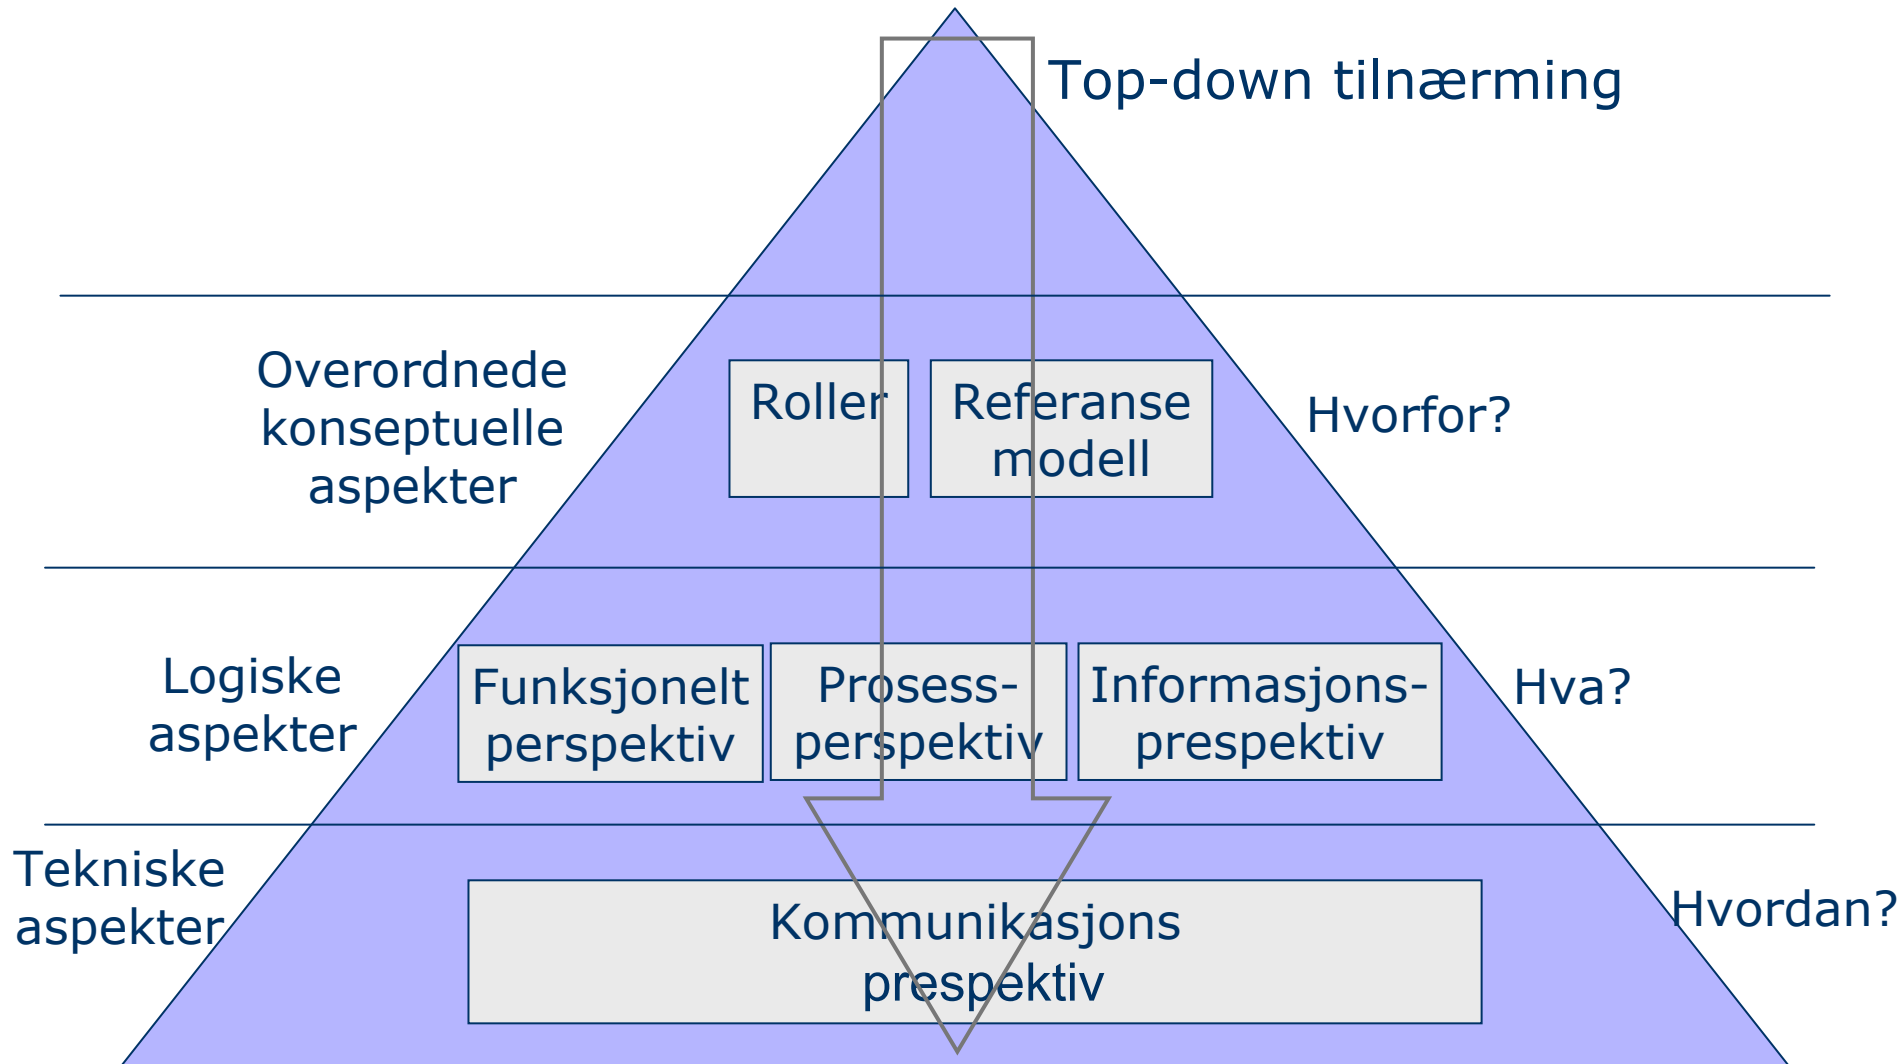 Top-down tilnærming
Overordnede
konseptuelle
aspekter
Roller
Referanse
modell
Hvorfor?
Logiske
aspekter
Funksjonelt
perspektiv
Prosess-
perspektiv
Informasjons-
prespektiv
Hva?
Tekniske
aspekter
Kommunikasjons
prespektiv
Hvordan?